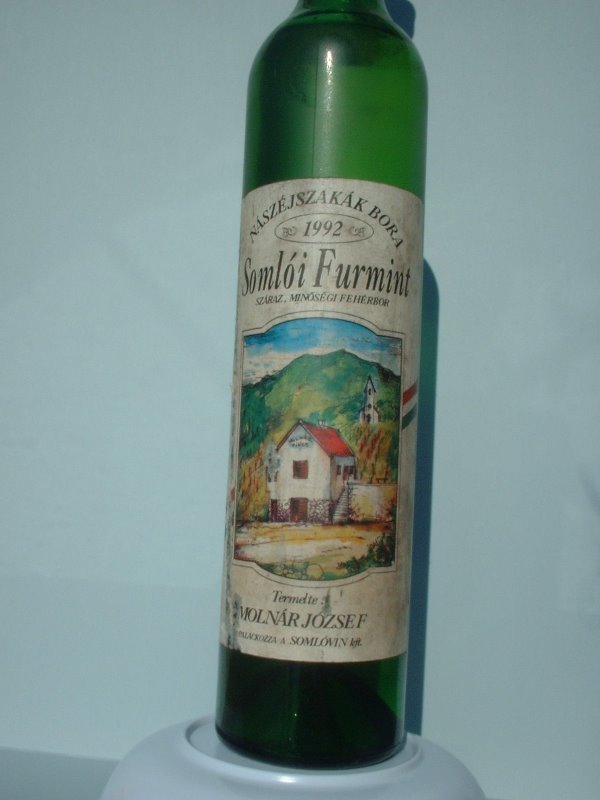 NÁSZÉJSZAKÁK BORA
1992
Somlói Furmint
SZÁRAZ, MINŐSÉGI FEHÉRBOR
Termelte :
MOLNÁR JÓZSEF
PALACKOZZA A SOMLÓVIN kft.